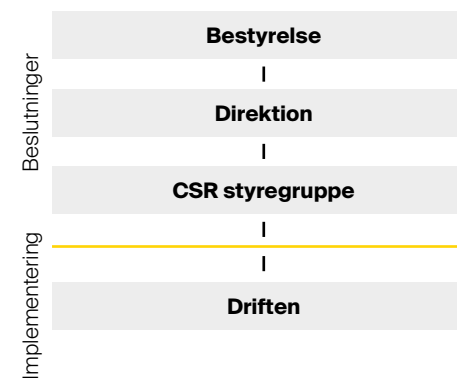 Bestyrelse
Beslutninger
Direktion
CSR styregruppe
Implementering
Driften